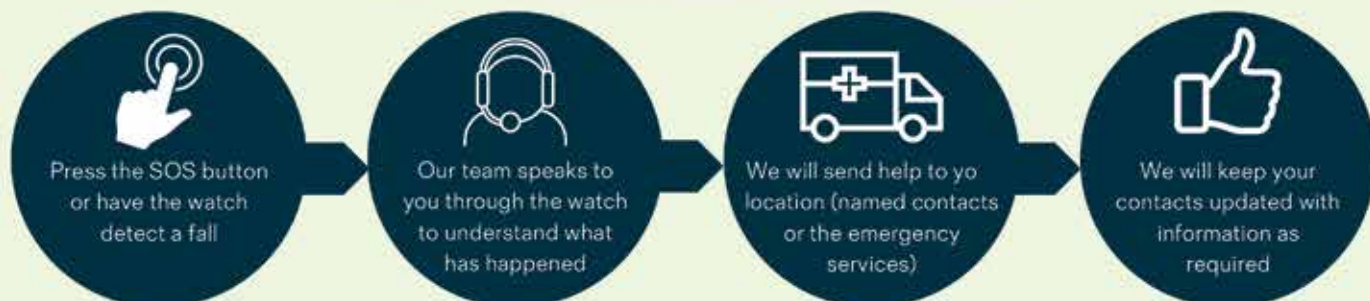 Press the SOS button
or have the watch
detect a fall
Our team speaks to
you through the watch
to understand what
has happened
We will send help to yo
location (named contacts
or the emergency
services)
We will keep your
contacts updated with
information as
required